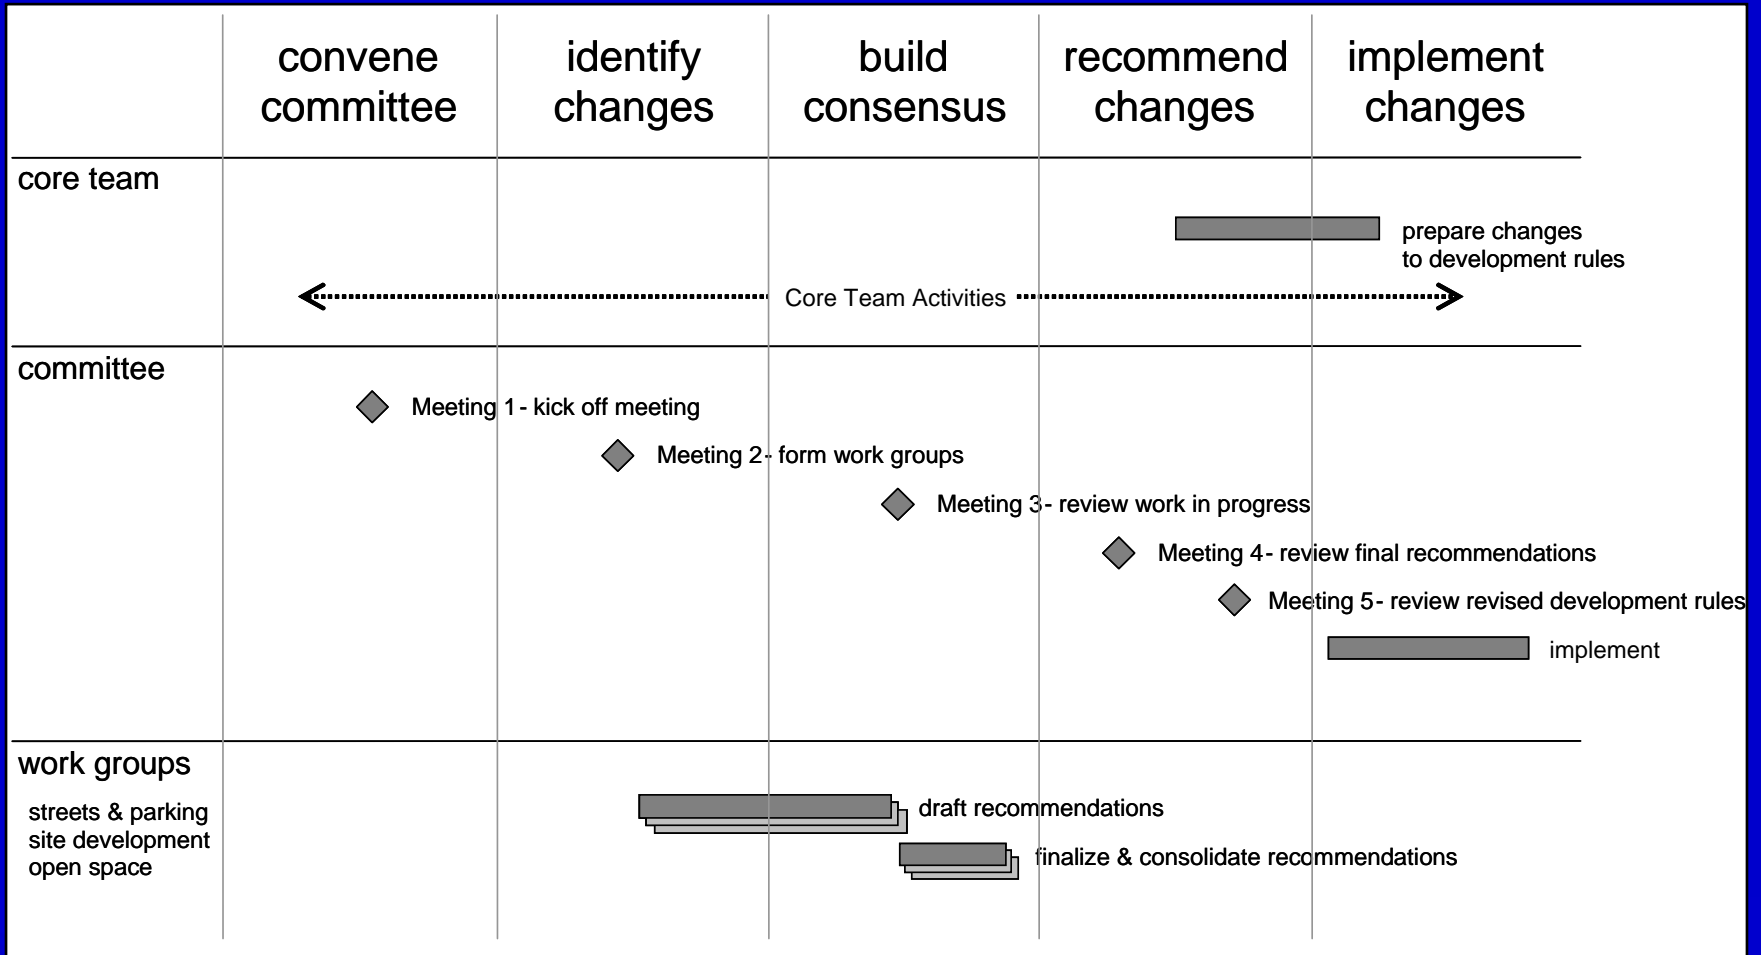 convene
committee
identify
changes
build
consensus
recommend
changes
implement
changes
core team
prepare changes
to development rules
Core Team Activities
committee
Meeting 1- kick off meeting
Meeting 2- form work groups
Meeting 3- review work in progress
Meeting 4- review final recommendations
Meeting 5- review revised development rules
implement
work groups
streets & parking
site development
open space
draft recommendations
finalize & consolidate recommendations